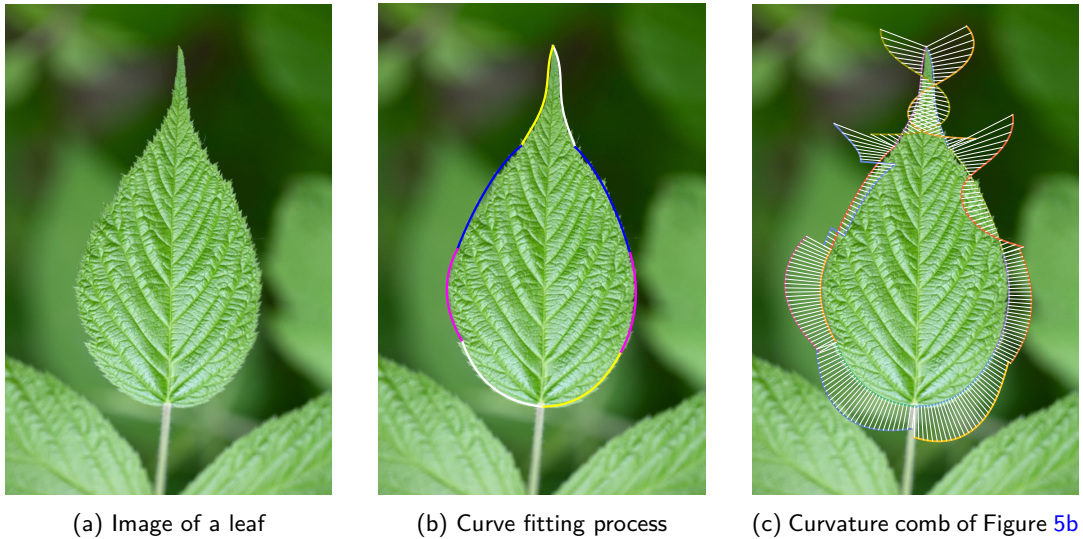 (a) Image of a leaf
(b) Curve fitting process
(c) Curvature comb of Figure 5b